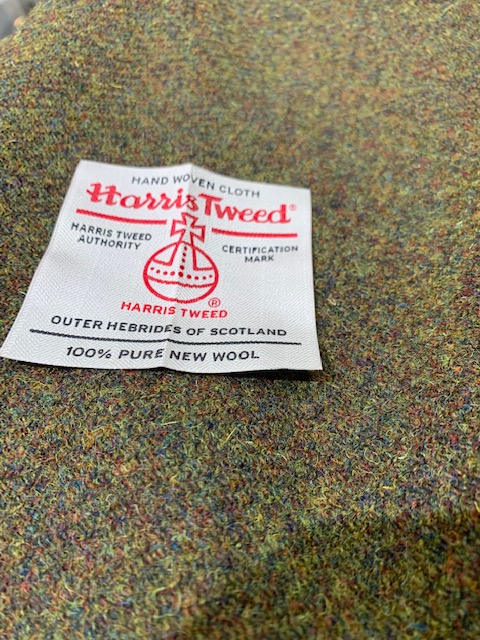 HAND WOVEN CLOTH
Harris Tweed®
HARRIS TWEED AUTHORITY
CERTIFICATION MARK
HARRIS TWEED ®
OUTER HEBRIDES OF SCOTLAND
100% PURE NEW WOOL